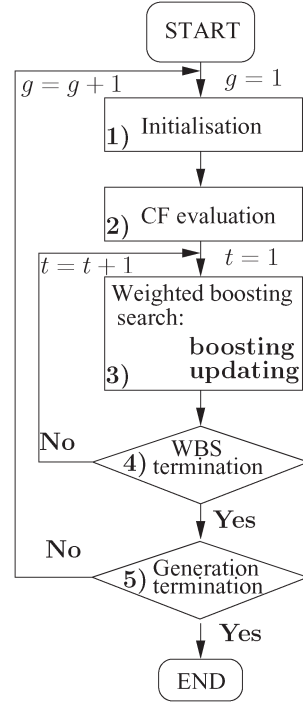 START
g = g + 1
g = 1
1) Initialisation
2) CF evaluation
t = t + 1
t = 1
Weighted boosting
search:
boosting
3) updating
No
4) WBS
termination
Yes
No
5) Generation
termination
Yes
END